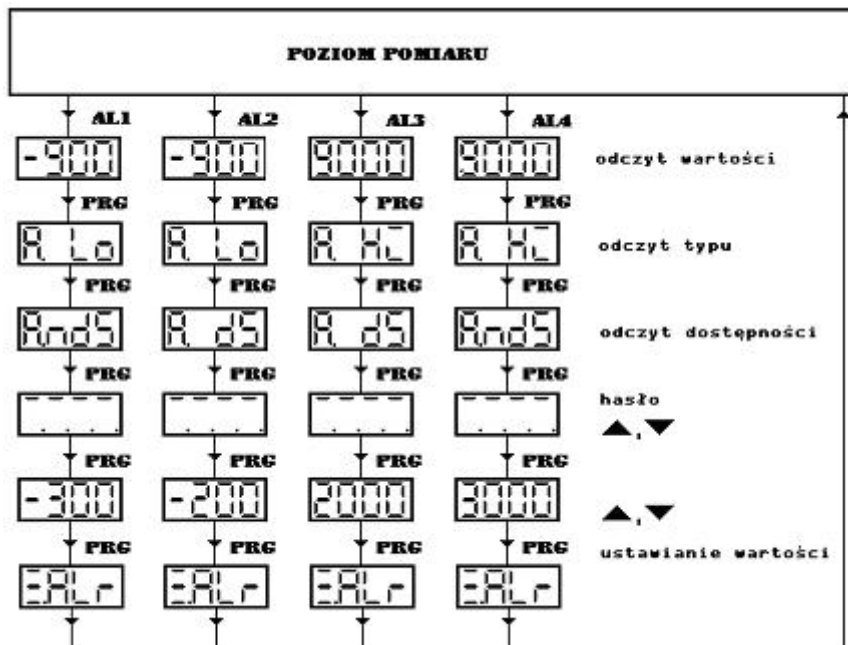 POZIOM POMIARU
AL1 AL2 AL3 AL4
-900 -900 9000 9000 odczyt wartości
PRG PRG PRG PRG
A. Lo A. Lo A. HI A. HI odczyt typu
PRG PRG PRG PRG
A.ndS A. dS A. dS A.ndS odczyt dostępności
PRG PRG PRG PRG
hasło
▲,▼
PRG PRG PRG PRG
-300 -200 2000 3000 ▲,▼
PRG PRG PRG PRG ustawianie wartości
Ξ.ALr Ξ.ALr Ξ.ALr Ξ.ALr